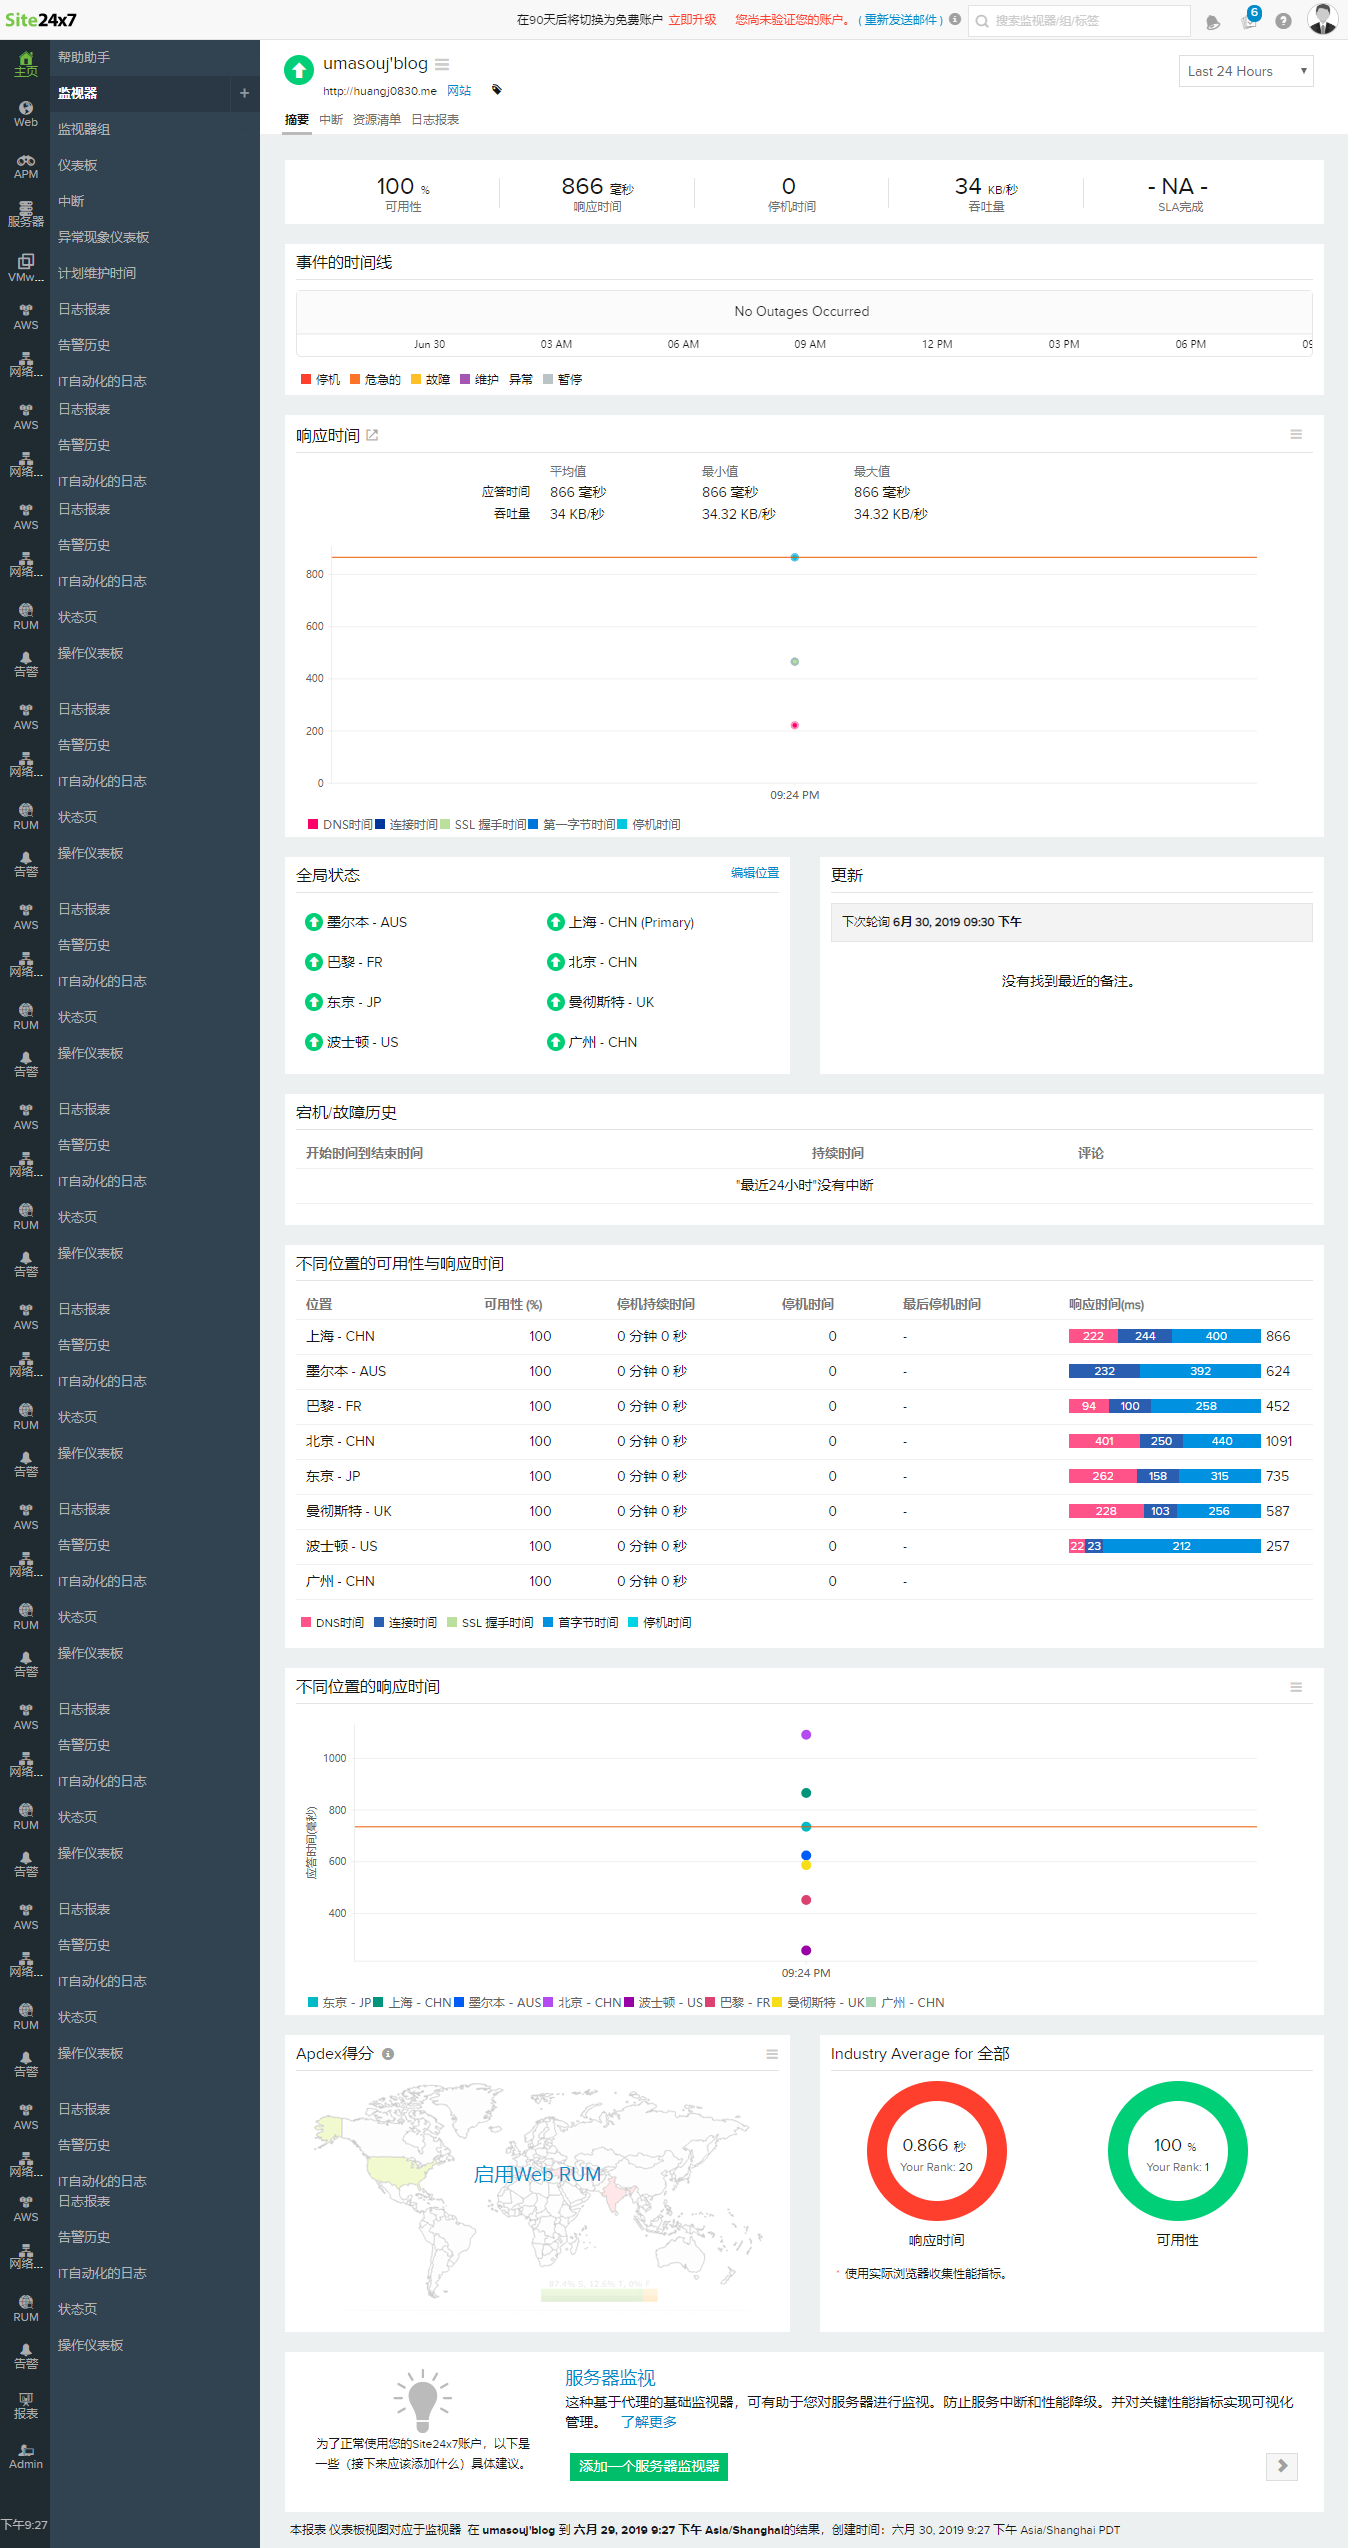 Site24x7
在90天后将切换为免费账户 立即升级 您尚未验证您的账户。 ( 重新发送邮件 )
搜索监视器/组/标签
6
主页
Web
APM
服务器
VMw...
AWS
网络...
AWS
网络...
AWS
网络...
RUM
告警
AWS
网络...
RUM
告警
AWS
网络...
RUM
告警
AWS
网络...
RUM
告警
AWS
网络...
RUM
告警
AWS
网络...
RUM
告警
AWS
网络...
RUM
告警
AWS
网络...
RUM
告警
AWS
网络...
AWS
网络...
RUM
告警
报表
Admin
下午9:27
帮助助手
监视器 +
监视器组
仪表板
中断
异常现象仪表板
计划维护时间
日志报表
告警历史
IT自动化的日志
日志报表
告警历史
IT自动化的日志
日志报表
告警历史
IT自动化的日志
状态页
操作仪表板
日志报表
告警历史
IT自动化的日志
状态页
操作仪表板
日志报表
告警历史
IT自动化的日志
状态页
操作仪表板
日志报表
告警历史
IT自动化的日志
状态页
操作仪表板
日志报表
告警历史
IT自动化的日志
状态页
操作仪表板
日志报表
告警历史
IT自动化的日志
状态页
操作仪表板
日志报表
告警历史
IT自动化的日志
状态页
操作仪表板
日志报表
告警历史
IT自动化的日志
状态页
操作仪表板
日志报表
告警历史
IT自动化的日志
日志报表
告警历史
IT自动化的日志
状态页
操作仪表板
umasouj'blog
http://huangj0830.me 网站
Last 24 Hours
摘要 中断 资源清单 日志报表
100 % 866 毫秒 0 34 KB/秒 - NA -
可用性 响应时间 停机时间 吞吐量 SLA完成
事件的时间线
No Outages Occurred
Jun 30 03 AM 06 AM 09 AM 12 PM 03 PM 06 PM 09
停机 危急的 故障 维护 异常 暂停
响应时间
平均值 最小值 最大值
应答时间 866 毫秒 866 毫秒 866 毫秒
吞吐量 34 KB/秒 34.32 KB/秒 34.32 KB/秒
800
600
400
200
0
09:24 PM
DNS时间 连接时间 SSL 握手时间 第一字节时间 停机时间
全局状态 编辑位置
墨尔本 - AUS 上海 - CHN (Primary)
巴黎 - FR 北京 - CHN
东京 - JP 曼彻斯特 - UK
波士顿 - US 广州 - CHN
更新
下次轮询 6月 30, 2019 09:30 下午
没有找到最近的备注。
宕机/故障历史
开始时间到结束时间 持续时间 评论
"最近24小时"没有中断
不同位置的可用性与响应时间
位置 可用性 (%) 停机持续时间 停机时间 最后停机时间 响应时间(ms)
上海 - CHN 100 0 分钟 0 秒 0 - 222 244 400 866
墨尔本 - AUS 100 0 分钟 0 秒 0 - 232 392 624
巴黎 - FR 100 0 分钟 0 秒 0 - 94 100 258 452
北京 - CHN 100 0 分钟 0 秒 0 - 401 250 440 1091
东京 - JP 100 0 分钟 0 秒 0 - 262 158 315 735
曼彻斯特 - UK 100 0 分钟 0 秒 0 - 228 103 256 587
波士顿 - US 100 0 分钟 0 秒 0 - 22 23 212 257
广州 - CHN 100 0 分钟 0 秒 0 -
DNS时间 连接时间 SSL 握手时间 首字节时间 停机时间
不同位置的响应时间
应答时间(毫秒)
1000
800
600
400
09:24 PM
东京 - JP 上海 - CHN 墨尔本 - AUS 北京 - CHN 波士顿 - US 巴黎 - FR 曼彻斯特 - UK 广州 - CHN
Apdex得分
启用Web RUM
87.4% S, 12.6% T, 0% F
Industry Average for 全部
0.866 秒 100 %
Your Rank: 20 Your Rank: 1
响应时间 可用性
* 使用实际浏览器收集性能指标。
为了正常使用您的Site24x7账户，以下是
一些（接下来应该添加什么）具体建议。
服务器监视
这种基于代理的基础监视器，可有助于您对服务器进行监视。防止服务中断和性能降级。并对关键性能指标实现可视化
管理。 了解更多
添加一个服务器监视器
本报表 仪表板视图对应于监视器 在 umasouj'blog 到 六月 29, 2019 9:27 下午 Asia/Shanghai的结果，创建时间：六月 30, 2019 9:27 下午 Asia/Shanghai PDT